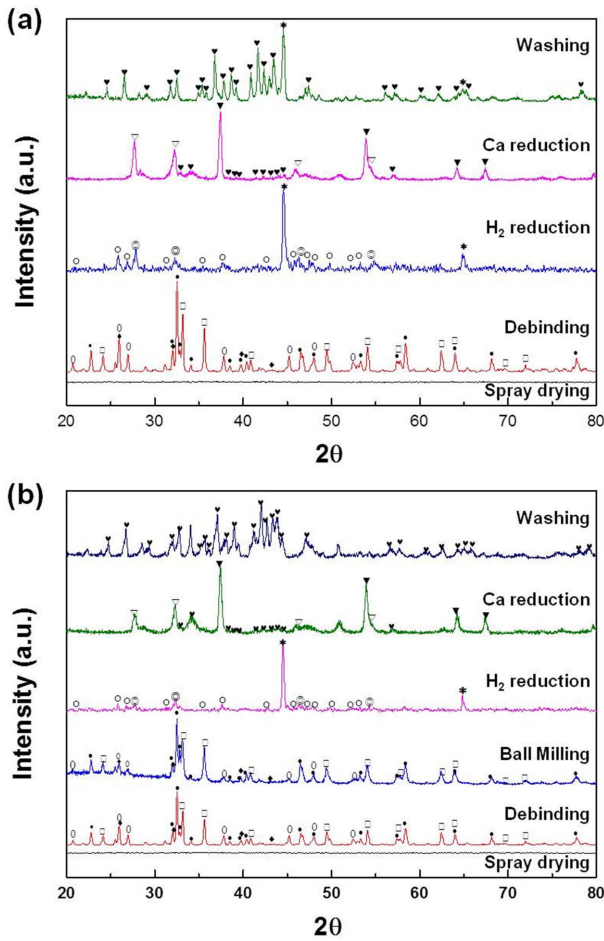 (a)
Washing
Ca reduction
H2 reduction
Debinding
Spray drying
Intensity (a.u.)
20 30 40 50 60 70 80
2θ
(b)
Washing
Ca reduction
H2 reduction
Ball Milling
Debinding
Spray drying
Intensity (a.u.)
20 30 40 50 60 70 80
2θ